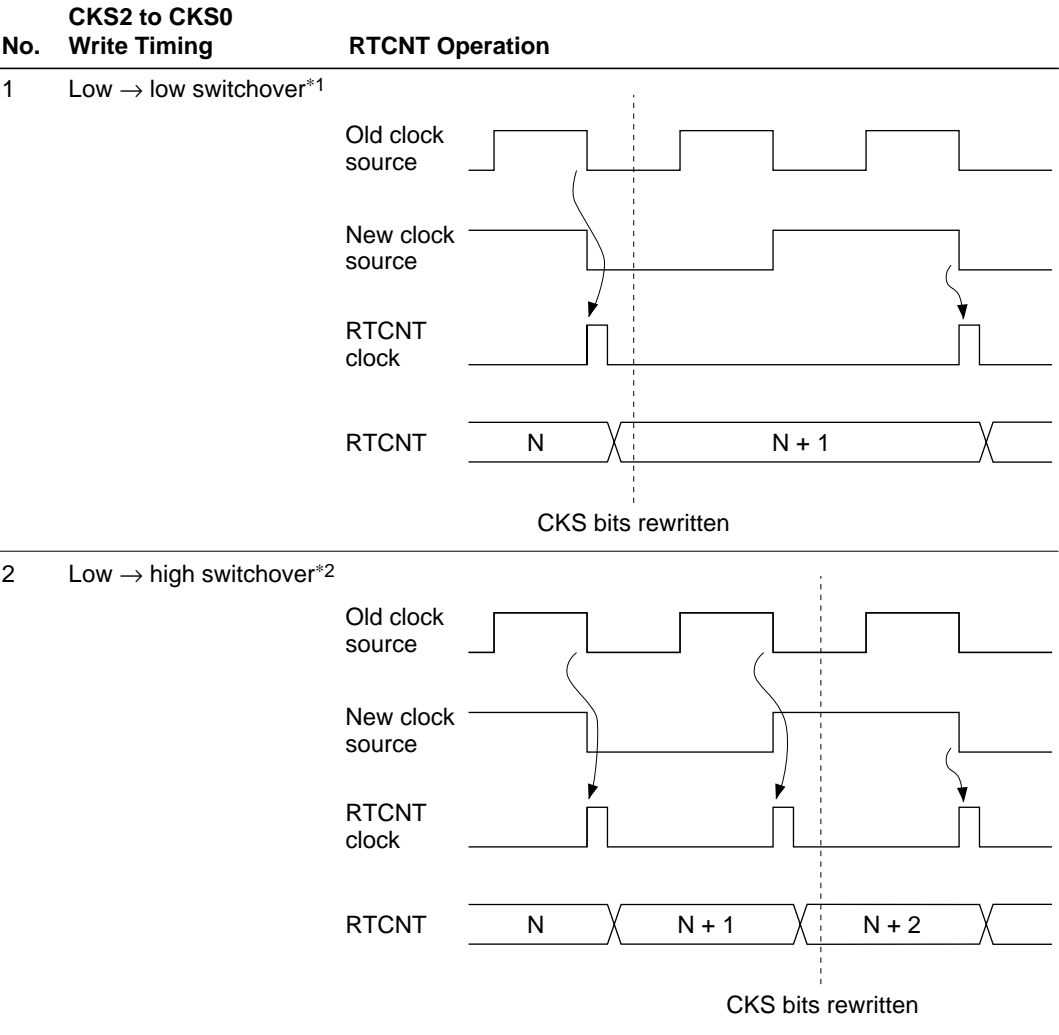 CKS2 to CKS0
No. Write Timing RTCNT Operation
1 Low → low switchover*1
Old clock
source
New clock
source
RTCNT
clock
RTCNT N N + 1
CKS bits rewritten
2 Low → high switchover*2
Old clock
source
New clock
source
RTCNT
clock
RTCNT N N + 1 N + 2
CKS bits rewritten